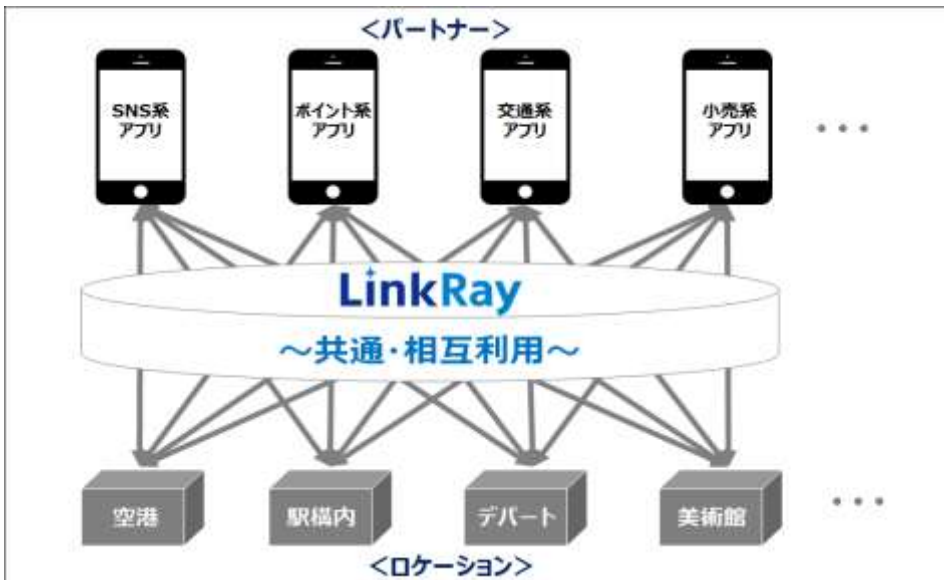 ＜パートナー＞
SNS系
アプリ
ポイント系
アプリ
交通系
アプリ
小売系
アプリ
・・・
LinkRay
～共通・相互利用～
空港
駅構内
デパート
美術館
・・・
＜ロケーション＞